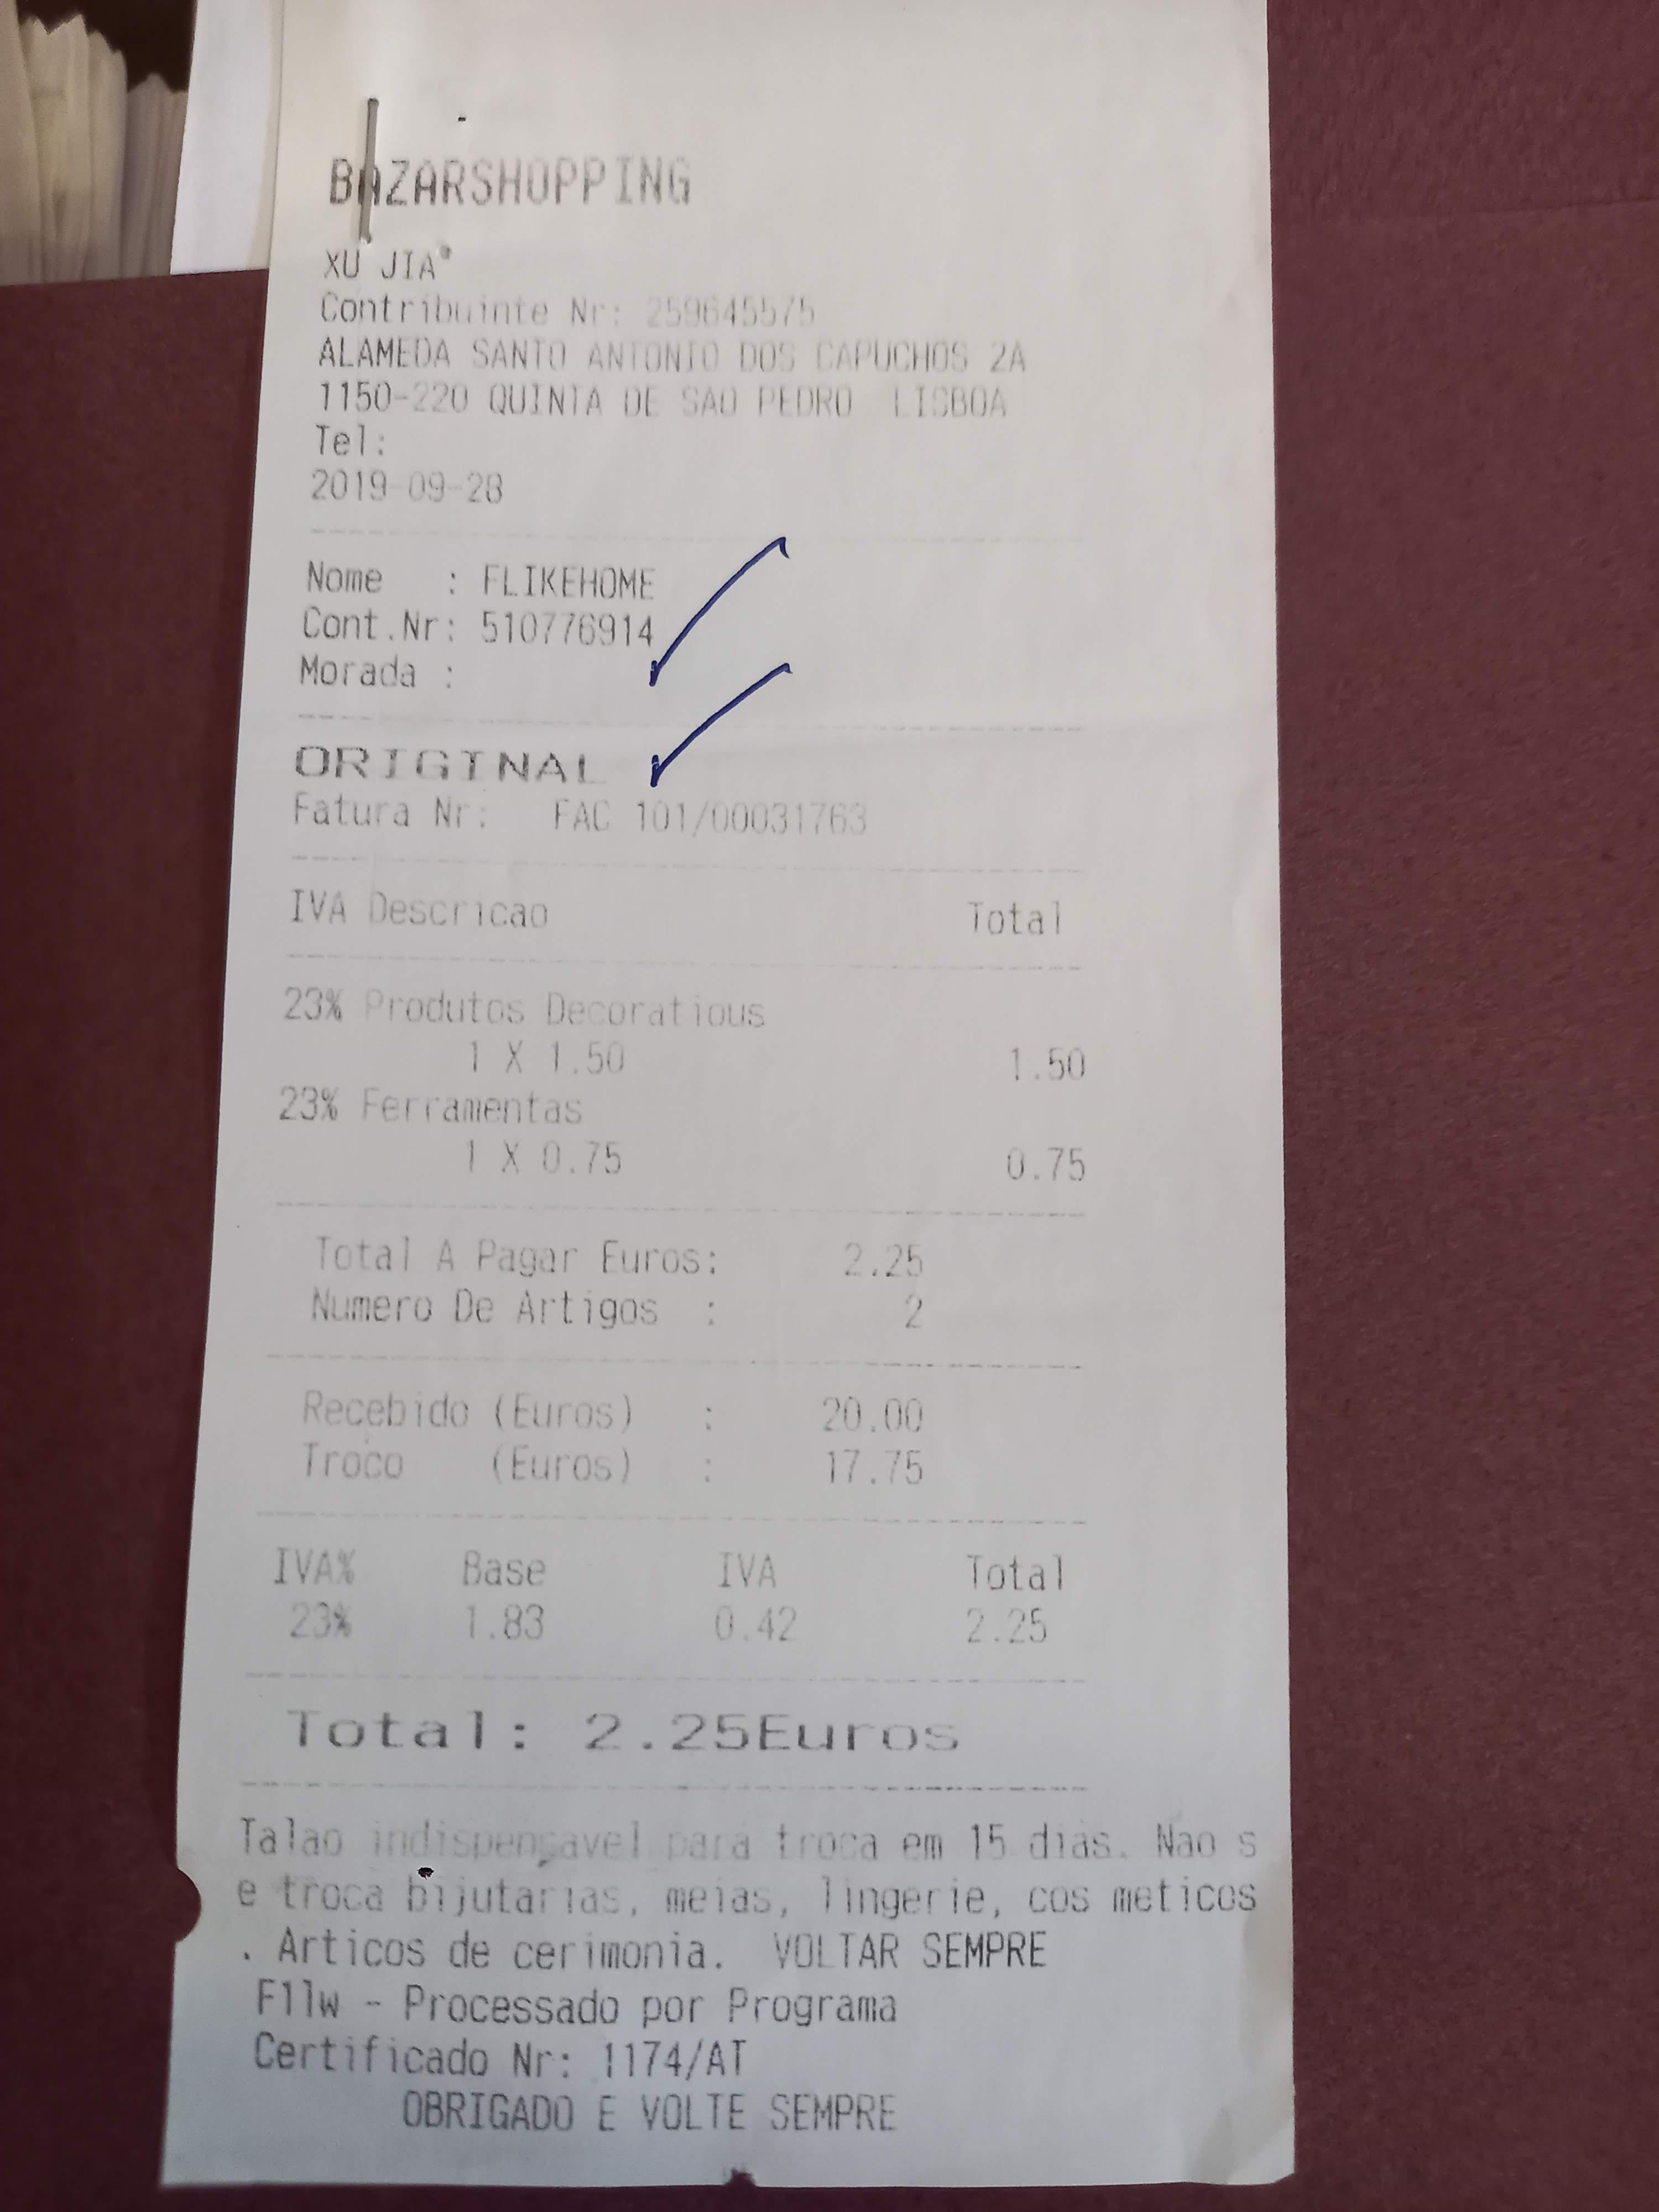 BAZARSHOPPING
XU JIA
Contribuinte Nr: 259645575
ALAMEDA SANTO ANTONIO DOS CAPUCHOS 2A
1150-220 QUINTA DE SAO PEDRO LISBOA
Tel:
2019-09-28
Nome : FLIKEHOME
Cont.Nr: 510776914
Morada :
ORIGINAL
Fatura Nr: FAC 101/00031763
IVA Descricao Total
23% Produtos Decoratious
1 X 1.50 1.50
23% Ferramentas
1 X 0.75 0.75
Total A Pagar Euros: 2.25
Numero De Artigos : 2
Recebido (Euros) : 20.00
Troco (Euros) : 17.75
IVA% Base IVA Total
23% 1.83 0.42 2.25
Total: 2.25Euros
Talao indispensavel para troca em 15 dias. Nao s
e troca bijutarias, meias, lingerie, cos meticos
. Articos de cerimonia. VOLTAR SEMPRE
F1lw - Processado por Programa
Certificado Nr: 1174/AT
OBRIGADO E VOLTE SEMPRE